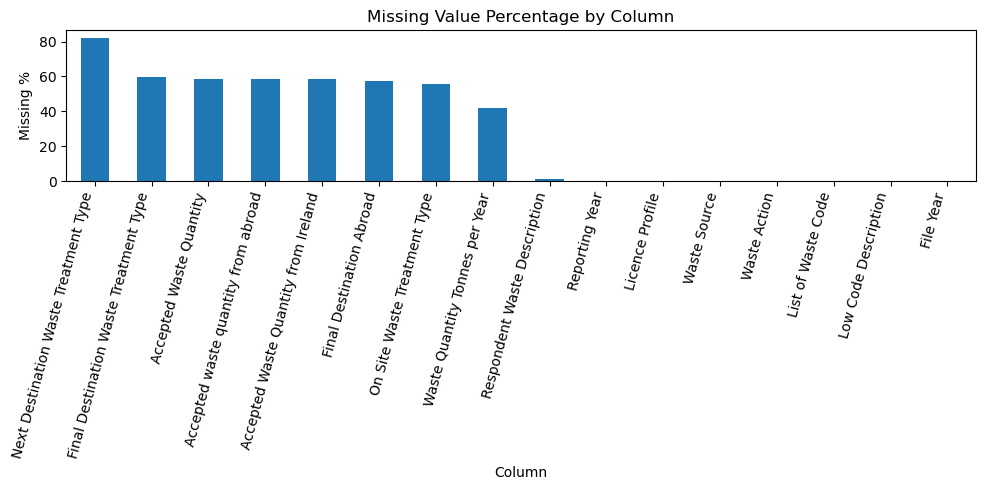 Missing Value Percentage by Column
Missing %
80
60
40
20
0
Next Destination Waste Treatment Type
Final Destination Waste Treatment Type
Accepted Waste Quantity
Accepted waste quantity from abroad
Accepted Waste Quantity from Ireland
Final Destination Abroad
On Site Waste Treatment Type
Waste Quantity Tonnes per Year
Respondent Waste Description
Reporting Year
Licence Profile
Waste Source
Waste Action
List of Waste Code
Low Code Description
File Year
Column